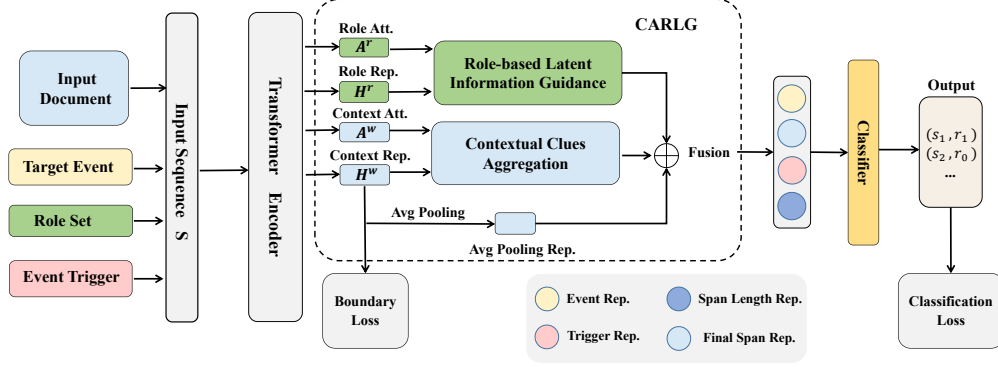 CARLG
Input
Document
Target Event
Role Set
Event Trigger
Input Sequence S
Transformer Encoder
Role Att.
A^r
Role Rep.
H^r
Context Att.
A^w
Context Rep.
H^w
Role-based Latent
Information Guidance
Contextual Clues
Aggregation
Fusion
Avg Pooling
Avg Pooling Rep.
Boundary
Loss
Classifier
Output
(s_1, r_1)
(s_2, r_0)
...
Classification
Loss
Event Rep.
Span Length Rep.
Trigger Rep.
Final Span Rep.